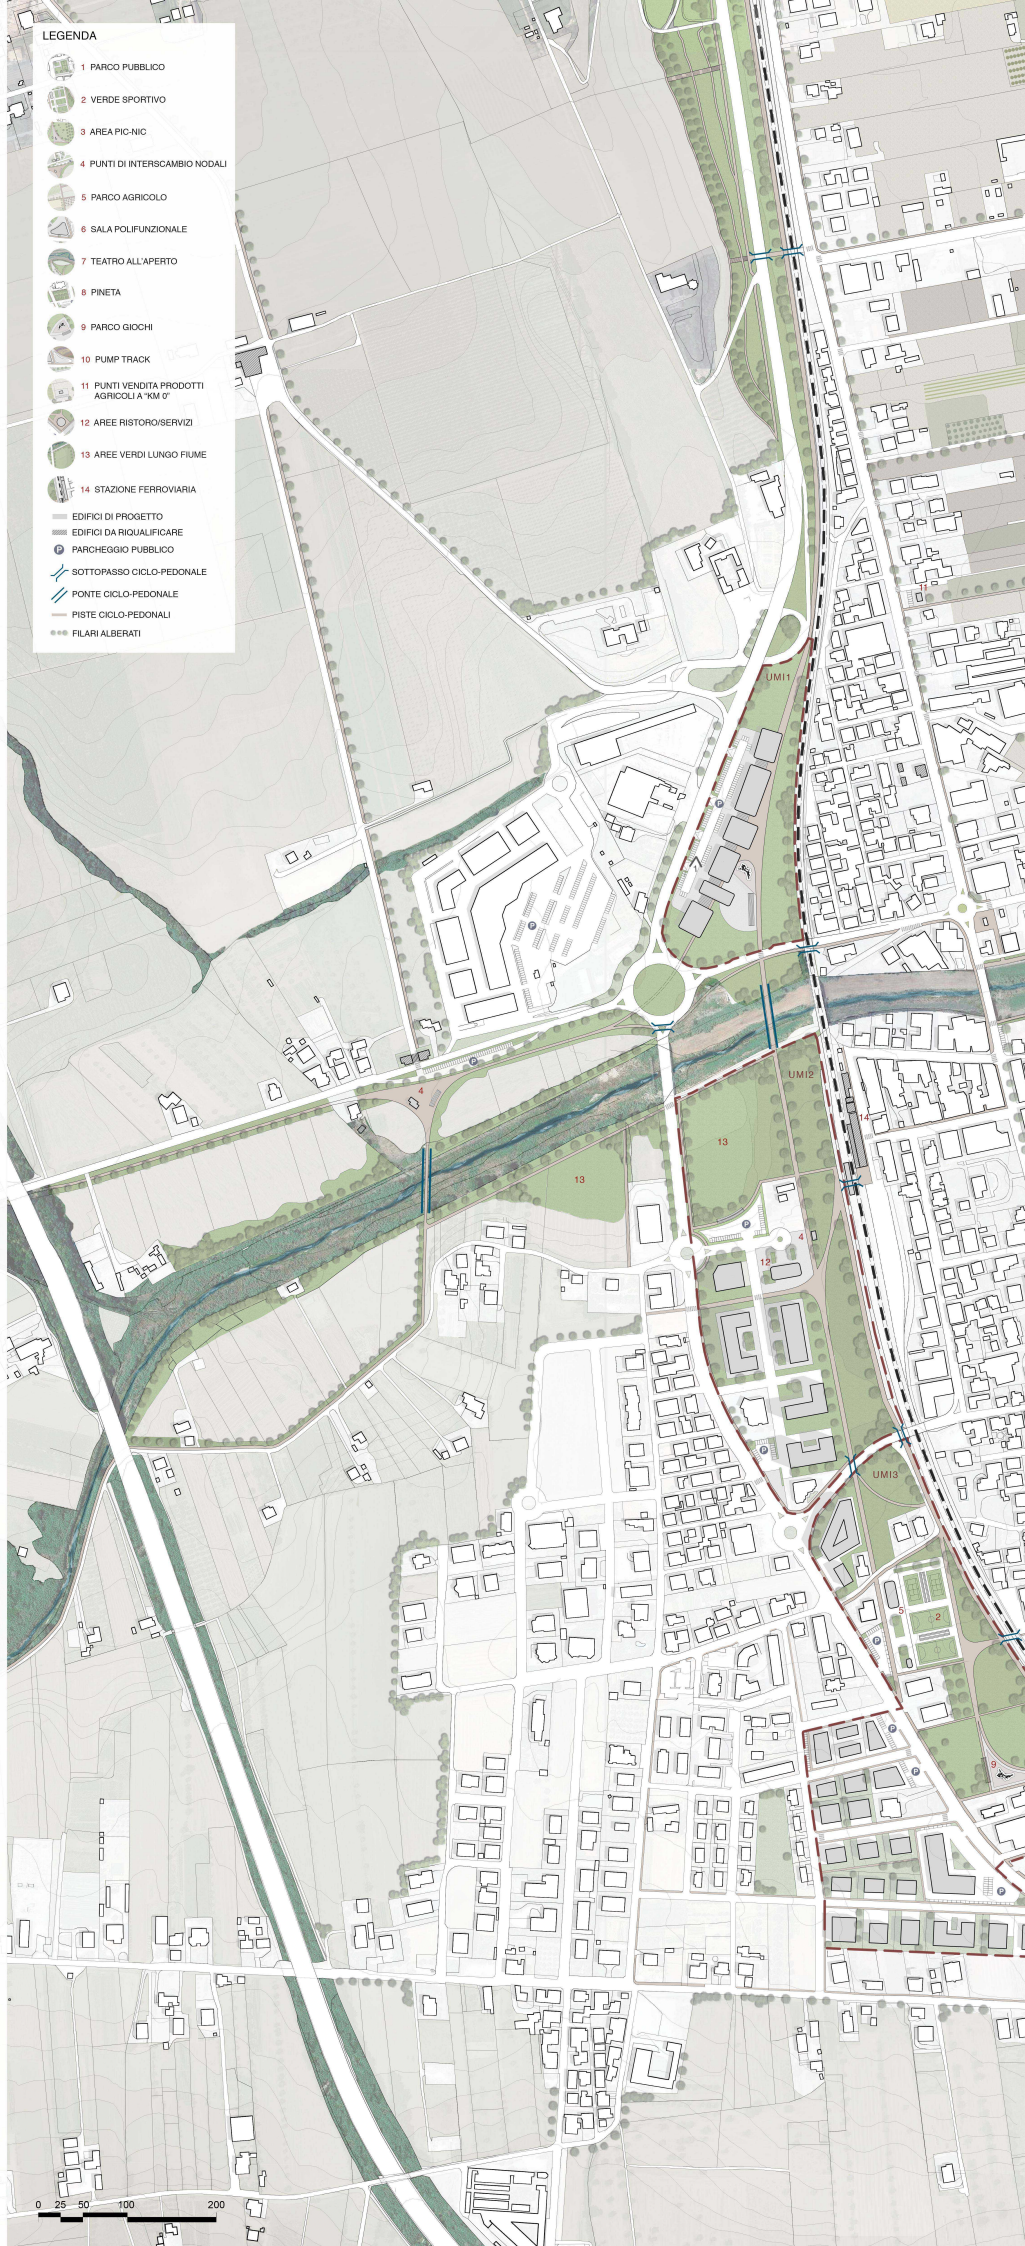 LEGENDA
1 PARCO PUBBLICO
2 VERDE SPORTIVO
3 AREA PIC-NIC
4 PUNTI DI INTERSCAMBIO NODALI
5 PARCO AGRICOLO
6 SALA POLIFUNZIONALE
7 TEATRO ALL'APERTO
8 PINETA
9 PARCO GIOCHI
10 PUMP TRACK
11 PUNTI VENDITA PRODOTTI
AGRICOLI A "KM 0"
12 AREE RISTORO/SERVIZI
13 AREE VERDI LUNGO FIUME
14 STAZIONE FERROVIARIA
EDIFICI DI PROGETTO
EDIFICI DA RIQUALIFICARE
P PARCHEGGIO PUBBLICO
SOTTOPASSO CICLO-PEDONALE
PONTE CICLO-PEDONALE
PISTE CICLO-PEDONALI
FILARI ALBERATI
11
UMI1
P
P
P
4
UMI2
14
13
13
P
4
12
P
UMI3
5
2
P
P
9
P
P
0 25 50 100 200